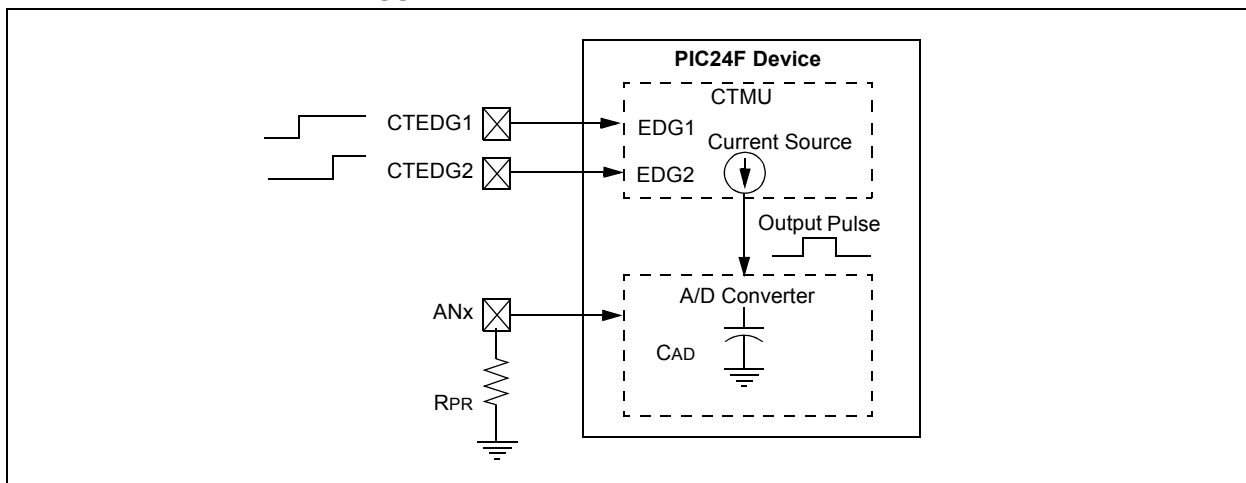 PIC24F Device
CTMU
CTEDG1
EDG1
Current Source
CTEDG2
EDG2
Output Pulse
A/D Converter
ANx
CAD
RPR